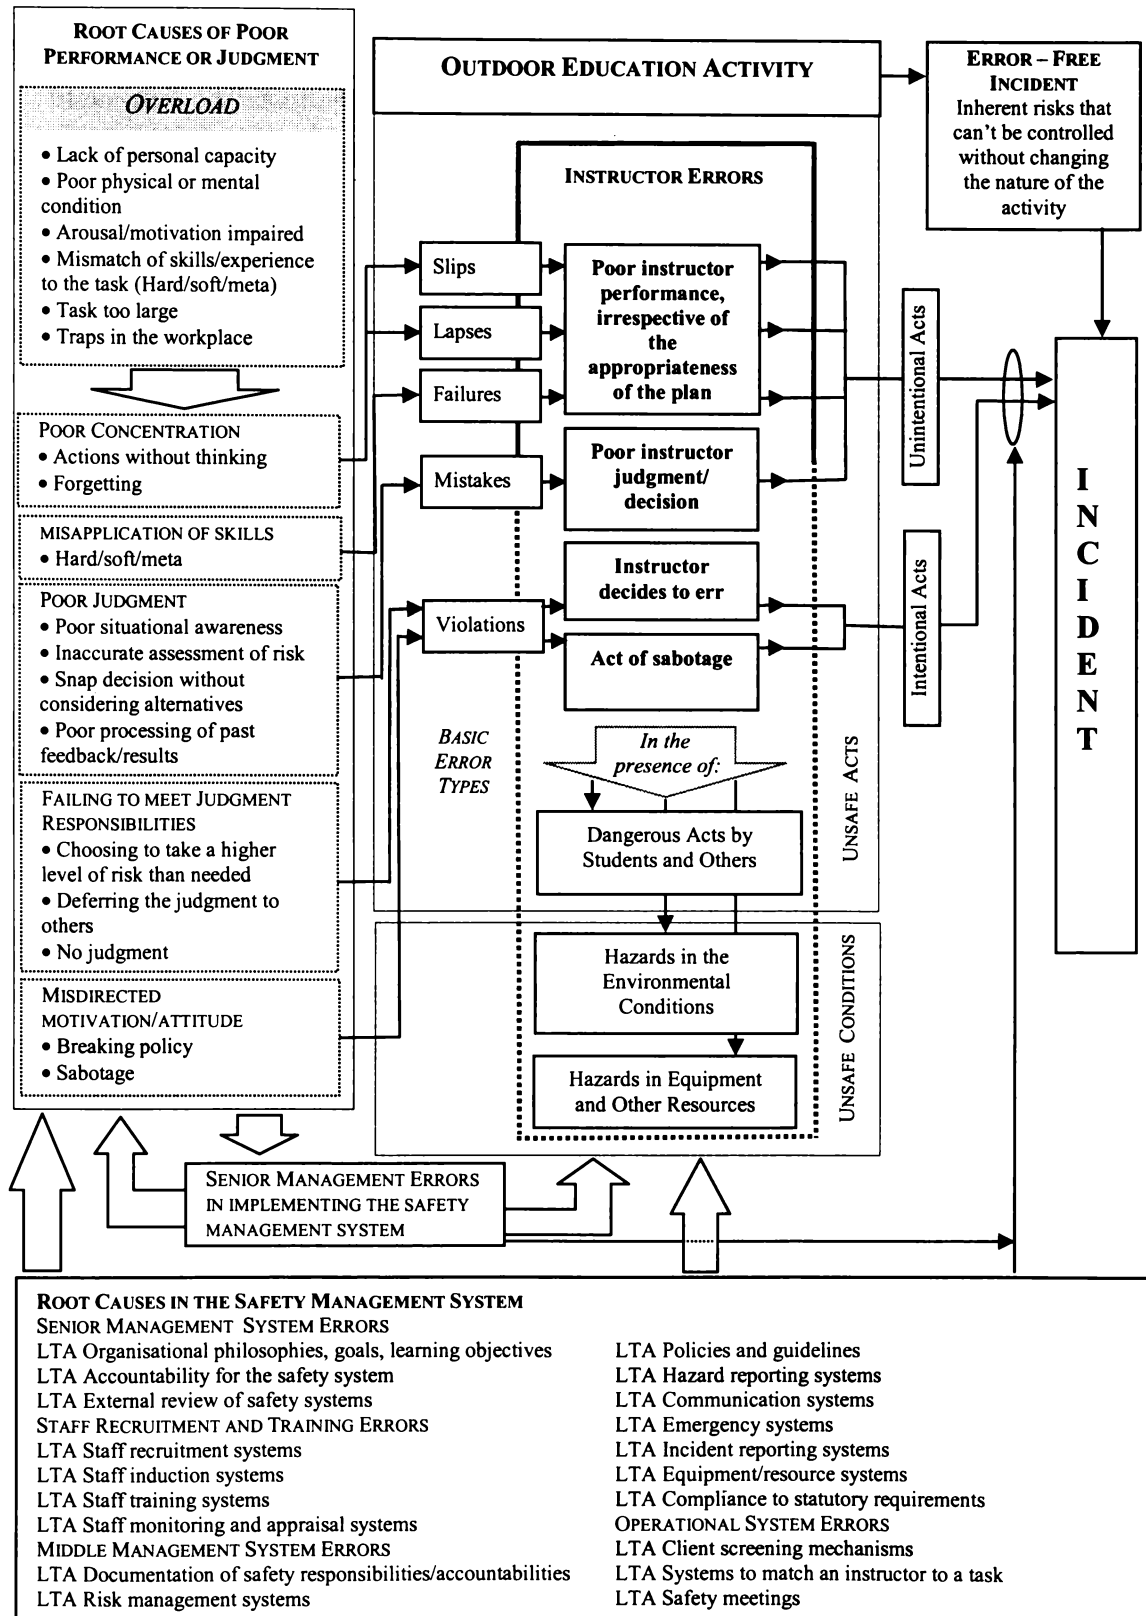 ROOT CAUSES OF POOR
PERFORMANCE OR JUDGMENT
OVERLOAD
• Lack of personal capacity
• Poor physical or mental
condition
• Arousal/motivation impaired
• Mismatch of skills/experience
to the task (Hard/soft/meta)
• Task too large
• Traps in the workplace
POOR CONCENTRATION
• Actions without thinking
• Forgetting
MISAPPLICATION OF SKILLS
• Hard/soft/meta
POOR JUDGMENT
• Poor situational awareness
• Inaccurate assessment of risk
• Snap decision without
considering alternatives
• Poor processing of past
feedback/results
FAILING TO MEET JUDGMENT
RESPONSIBILITIES
• Choosing to take a higher
level of risk than needed
• Deferring the judgment to
others
• No judgment
MISDIRECTED
MOTIVATION/ATTITUDE
• Breaking policy
• Sabotage
OUTDOOR EDUCATION ACTIVITY
INSTRUCTOR ERRORS
Slips
Lapses
Failures
Mistakes
Violations
Poor instructor
performance,
irrespective of
the
appropriateness
of the plan
Poor instructor
judgment/
decision
Instructor
decides to err
Act of sabotage
BASIC
ERROR
TYPES
In the
presence of:
Dangerous Acts by
Students and Others
Hazards in the
Environmental
Conditions
Hazards in Equipment
and Other Resources
UNSAFE ACTS
UNSAFE CONDITIONS
Unintentional Acts
Intentional Acts
ERROR – FREE
INCIDENT
Inherent risks that
can't be controlled
without changing
the nature of the
activity
INCIDENT
SENIOR MANAGEMENT ERRORS
IN IMPLEMENTING THE SAFETY
MANAGEMENT SYSTEM
ROOT CAUSES IN THE SAFETY MANAGEMENT SYSTEM
SENIOR MANAGEMENT SYSTEM ERRORS
LTA Organisational philosophies, goals, learning objectives
LTA Accountability for the safety system
LTA External review of safety systems
STAFF RECRUITMENT AND TRAINING ERRORS
LTA Staff recruitment systems
LTA Staff induction systems
LTA Staff training systems
LTA Staff monitoring and appraisal systems
MIDDLE MANAGEMENT SYSTEM ERRORS
LTA Documentation of safety responsibilities/accountabilities
LTA Risk management systems
LTA Policies and guidelines
LTA Hazard reporting systems
LTA Communication systems
LTA Emergency systems
LTA Incident reporting systems
LTA Equipment/resource systems
LTA Compliance to statutory requirements
OPERATIONAL SYSTEM ERRORS
LTA Client screening mechanisms
LTA Systems to match an instructor to a task
LTA Safety meetings